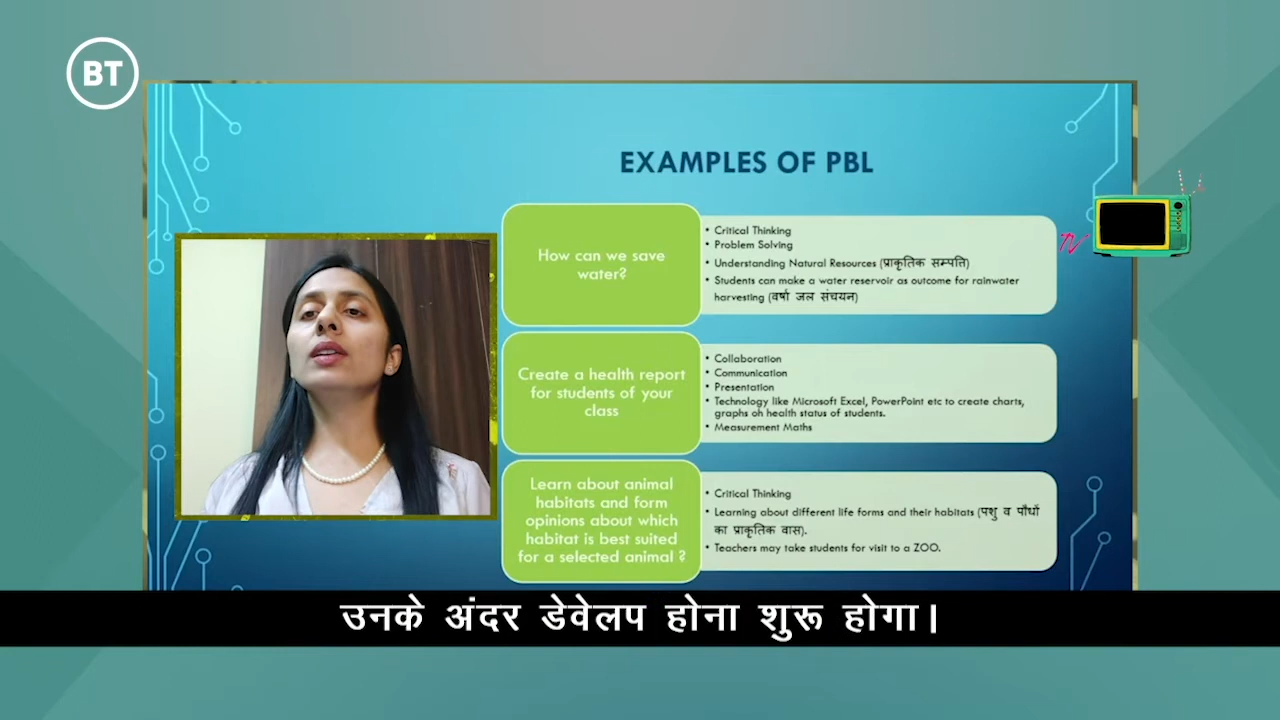 BT
EXAMPLES OF PBL
How can we save
water?
• Critical Thinking
• Problem Solving
• Understanding Natural Resources (प्राकृतिक सम्पत्ति)
• Students can make a water reservoir as outcome for rainwater
harvesting (वर्षा जल संचयन)
Create a health report
for students of your
class
• Collaboration
• Communication
• Presentation
• Technology like Microsoft Excel, PowerPoint etc to create charts,
graphs oh health status of students.
• Measurement Maths
Learn about animal
habitats and form
opinions about which
habitat is best suited
for a selected animal ?
• Critical Thinking
• Learning about different life forms and their habitats (पशु व पौंधों
का प्राकृतिक वास).
• Teachers may take students for visit to a ZOO.
TV
उनके अंदर डेवेलप होना शुरू होगा।